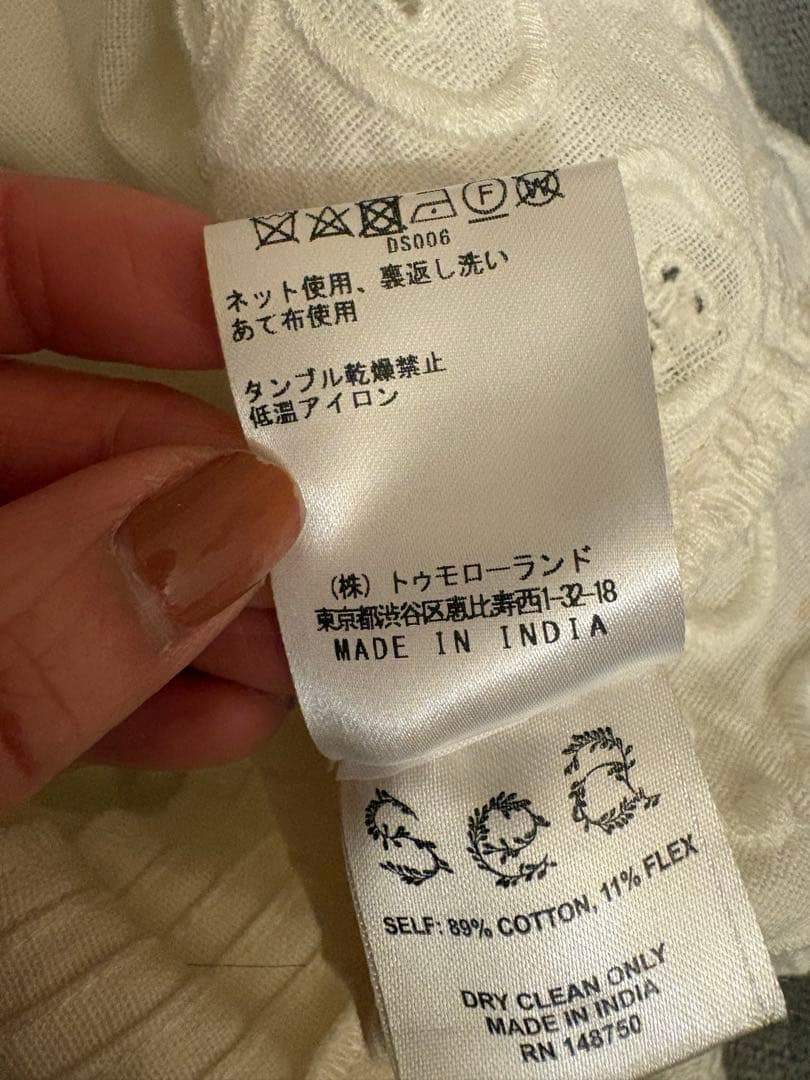 F W
DS006
ネット使用、裏返し洗い
あて布使用
タンブル乾燥禁止
低温アイロン
(株)トゥモローランド
東京都渋谷区恵比寿西1-32-18
MADE IN INDIA
SELF: 89% COTTON, 11% FLEX
DRY CLEAN ONLY
MADE IN INDIA
RN 148750